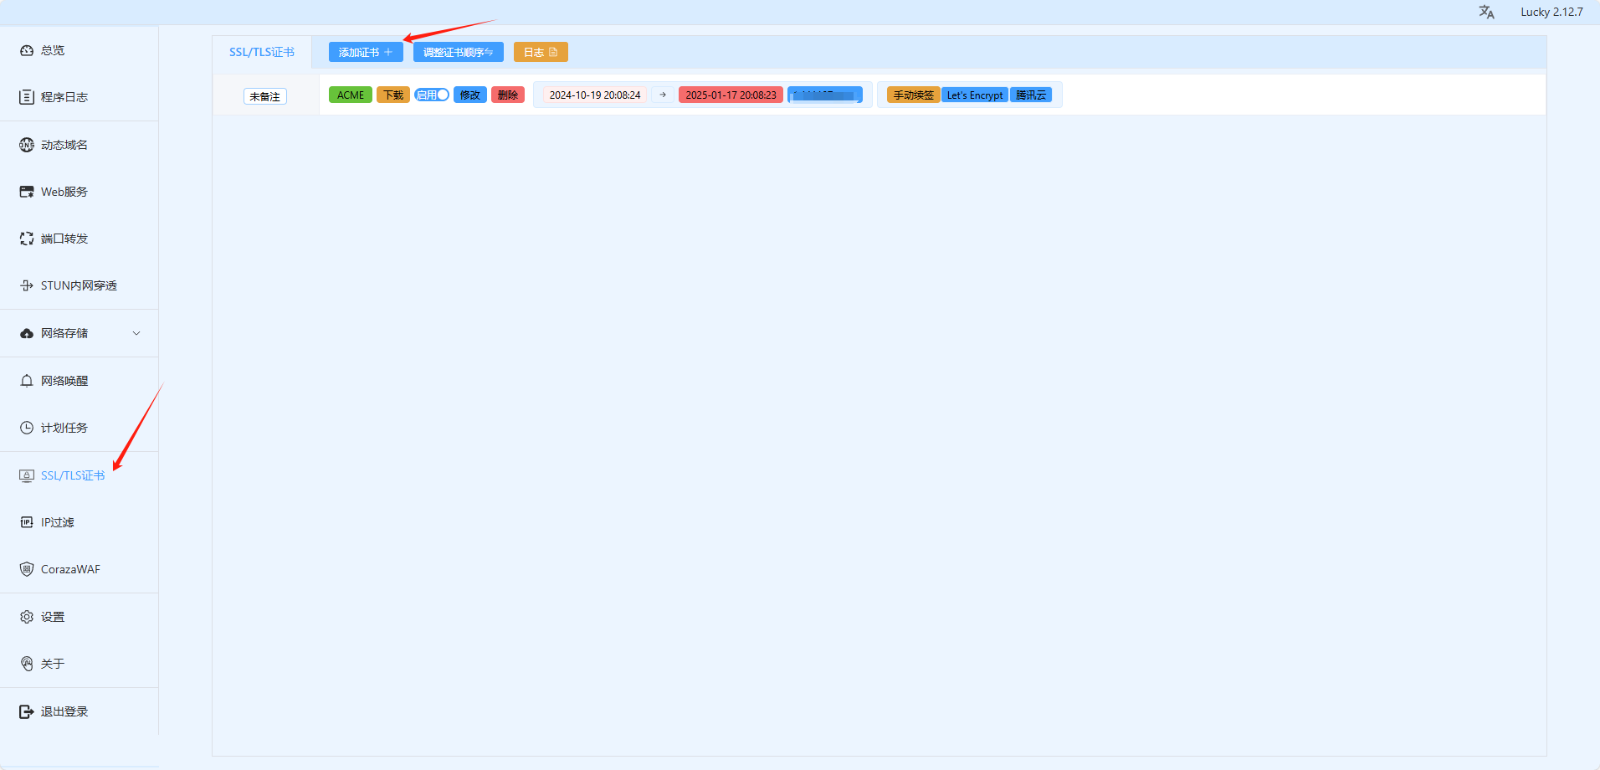 Lucky 2.12.7
总览
程序日志
动态域名
Web服务
端口转发
STUN内网穿透
网络存储
网络唤醒
计划任务
SSL/TLS证书
IP过滤
CorazaWAF
设置
关于
退出登录
SSL/TLS证书 添加证书 调整证书顺序 日志
未备注 ACME 下载 启用 修改 删除 2024-10-19 20:08:24 → 2025-01-17 20:08:23 手动续签 Let's Encrypt 腾讯云